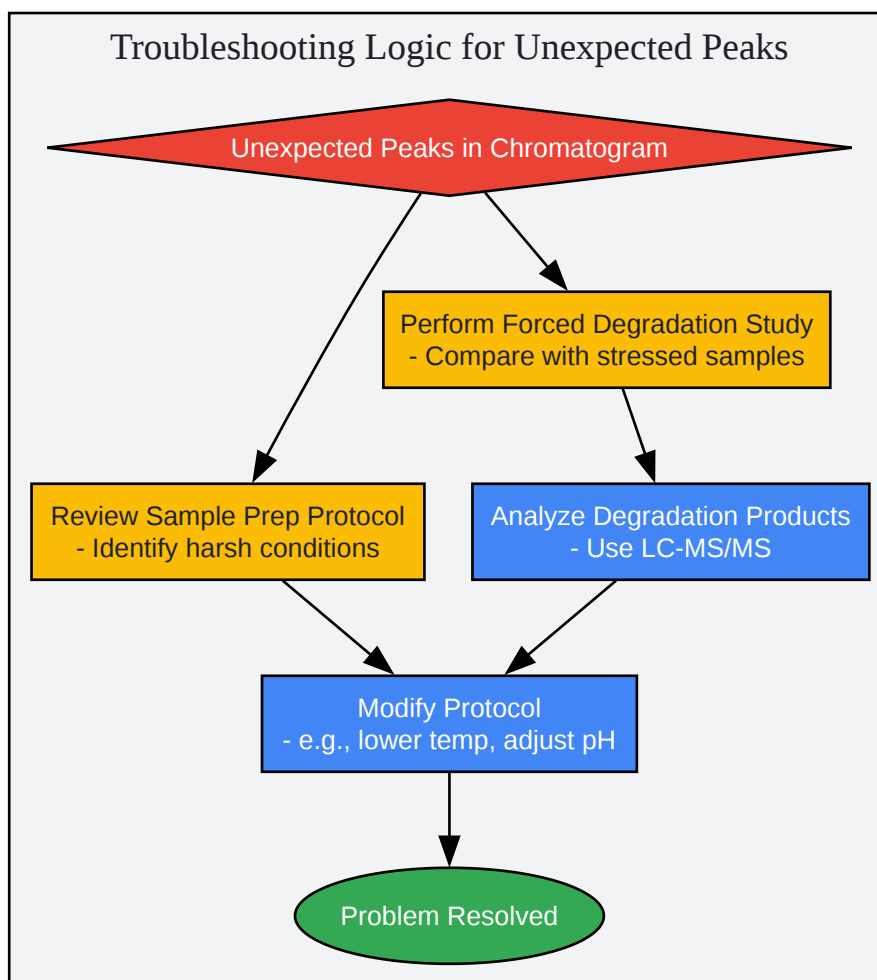 Troubleshooting Logic for Unexpected Peaks
Unexpected Peaks in Chromatogram
Perform Forced Degradation Study
- Compare with stressed samples
Review Sample Prep Protocol
- Identify harsh conditions
Analyze Degradation Products
- Use LC-MS/MS
Modify Protocol
- e.g., lower temp, adjust pH
Problem Resolved